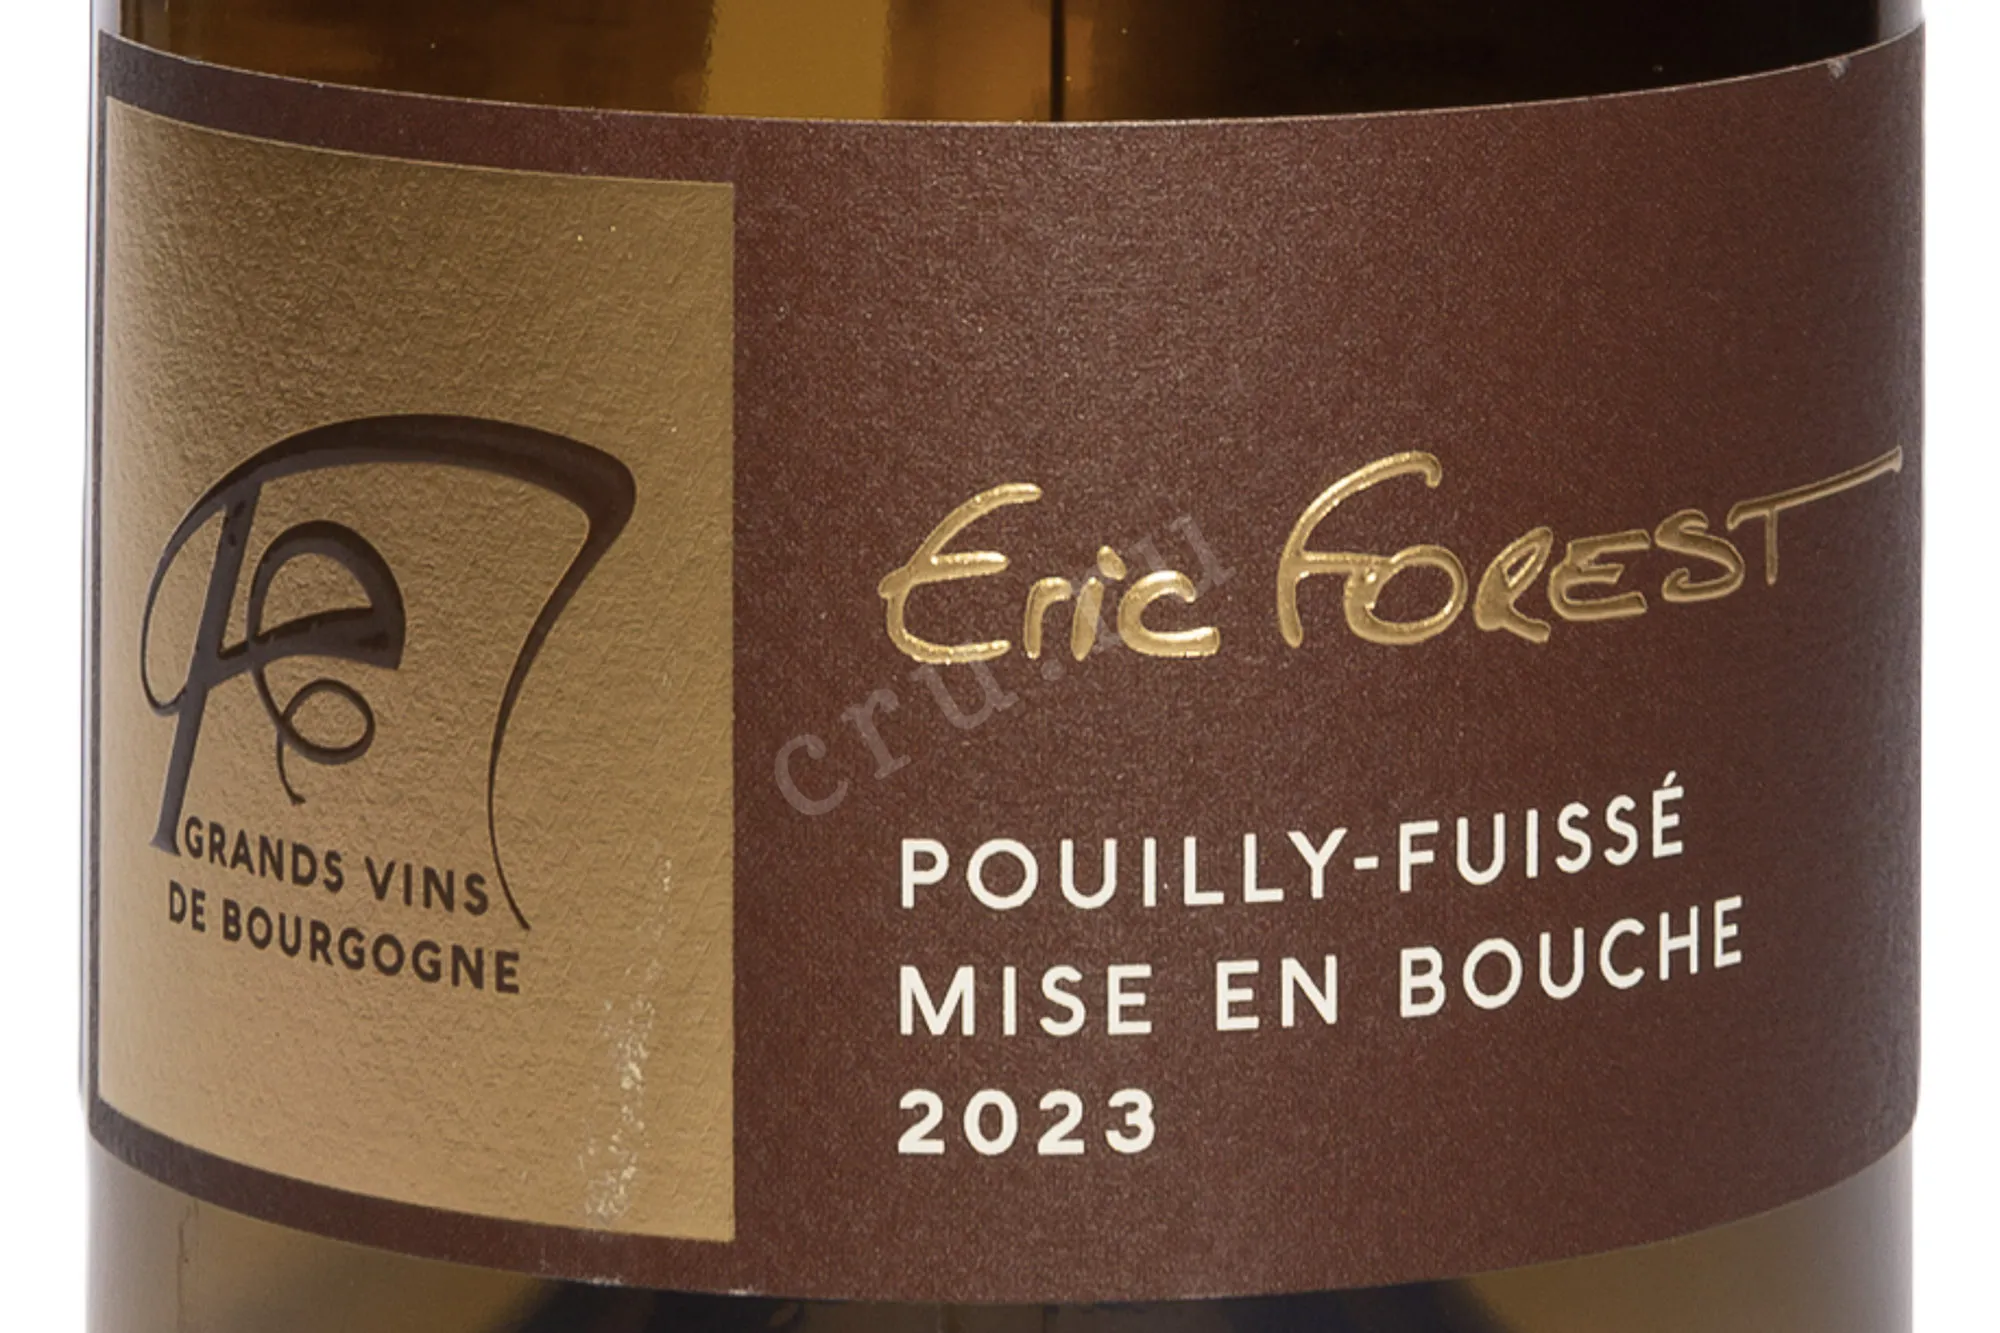 GRANDS VINS
DE BOURGOGNE
Eric FOREST
POUILLY-FUISSÉ
MISE EN BOUCHE
2023
cru.ru